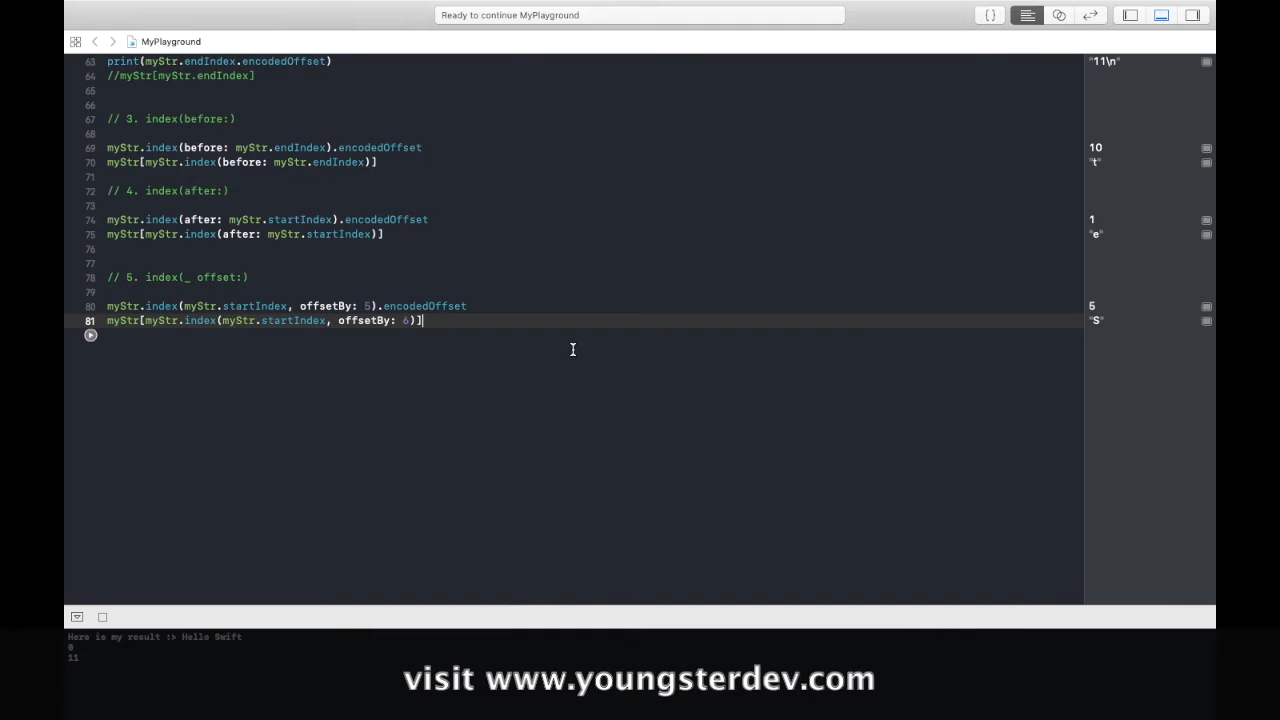 Ready to continue MyPlayground
{}
MyPlayground
63 print(myStr.endIndex.encodedOffset) "11\n"
64 //myStr[myStr.endIndex]
65
66
67 // 3. index(before:)
68
69 myStr.index(before: myStr.endIndex).encodedOffset 10
70 myStr[myStr.index(before: myStr.endIndex)] "t"
71
72 // 4. index(after:)
73
74 myStr.index(after: myStr.startIndex).encodedOffset 1
75 myStr[myStr.index(after: myStr.startIndex)] "e"
76
77
78 // 5. index(_ offset:)
79
80 myStr.index(myStr.startIndex, offsetBy: 5).encodedOffset 5
81 myStr[myStr.index(myStr.startIndex, offsetBy: 6)] "S"
Here is my result :> Hello Swift
0
11
visit www.youngsterdev.com